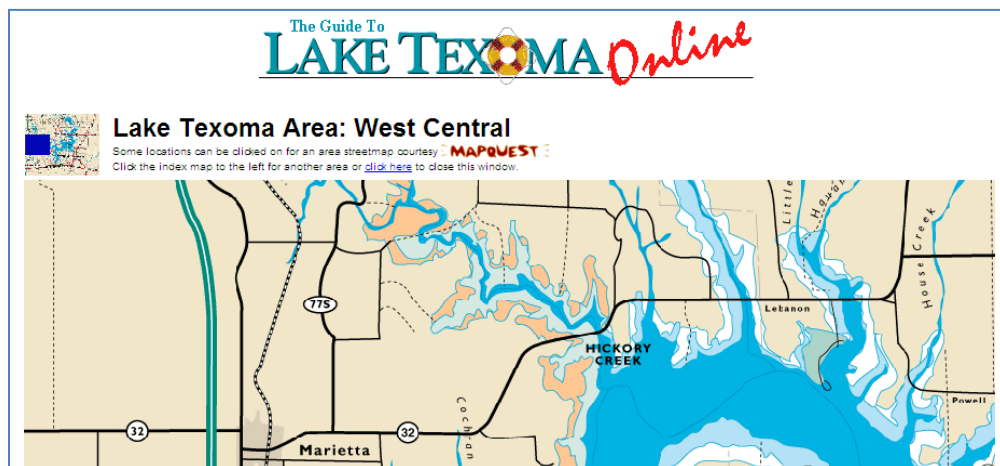 The Guide To
LAKE TEXOMA Online
Lake Texoma Area: West Central
Some locations can be clicked on for an area streetmap courtesy MAPQUEST
Click the index map to the left for another area or click here to close this window.
Little
Hauani
House Creek
77S
Lebanon
HICKORY
CREEK
Powell
32
32
Marietta